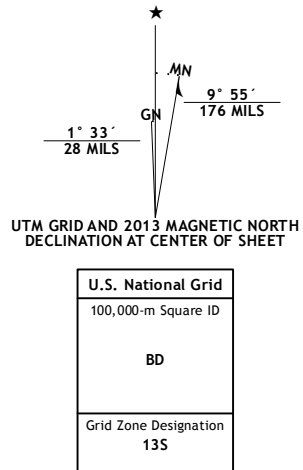 ★
MN
GN
9° 55´
176 MILS
1° 33´
28 MILS
UTM GRID AND 2013 MAGNETIC NORTH
DECLINATION AT CENTER OF SHEET
U.S. National Grid
100,000-m Square ID
BD
Grid Zone Designation
13S